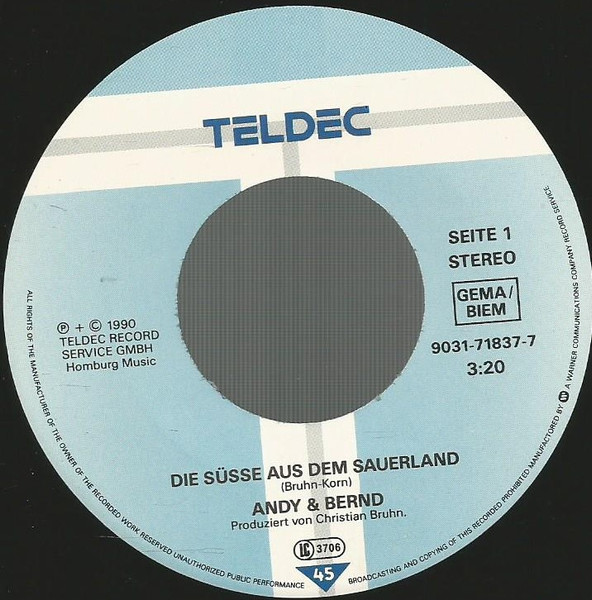 TELDEC
SEITE 1
STEREO
GEMA/
BIEM
9031-71837-7
3:20
Ⓟ + © 1990
TELDEC RECORD
SERVICE GMBH
Homburg Music
DIE SÜSSE AUS DEM SAUERLAND
(Bruhn-Korn)
ANDY & BERND
Produziert von Christian Bruhn.
LC 3706
45
ALL RIGHTS OF THE MANUFACTURER OF THE OWNER OF THE RECORDED WORK RESERVED UNAUTHORIZED PUBLIC PERFORMANCE BROADCASTING AND COPYING OF THIS RECORDED PROHIBITED MANUFACTORED BY A WARNER COMMUNICATIONS COMPANY RECORD SERVICE